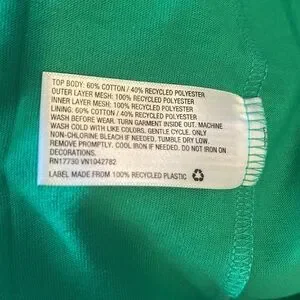 TOP BODY: 60% COTTON / 40% RECYCLED POLYESTER
OUTER LAYER MESH: 100% RECYCLED POLYESTER
INNER LAYER MESH: 100% RECYCLED POLYESTER
LINING: 60% COTTON / 40% RECYCLED POLYESTER
WASH BEFORE WEAR. TURN GARMENT INSIDE OUT. MACHINE
WASH COLD WITH LIKE COLORS. GENTLE CYCLE. ONLY
NON-CHLORINE BLEACH IF NEEDED. TUMBLE DRY LOW.
REMOVE PROMPTLY. COOL IRON IF NEEDED. DO NOT IRON ON
DECORATIONS.
RN17730 VN1042782
LABEL MADE FROM 100% RECYCLED PLASTIC